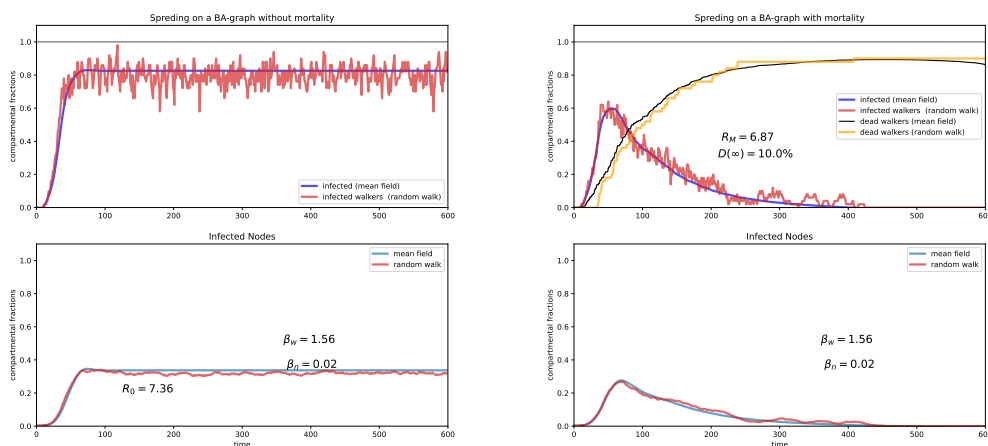 Spreding on a BA-graph without mortality
1.0
0.8
0.6
0.4
0.2
0.0
compartmental fractions
infected (mean field)
infected walkers (random walk)
0 100 200 300 400 500 600
Spreding on a BA-graph with mortality
1.0
0.8
0.6
0.4
0.2
0.0
compartmental fractions
infected (mean field)
infected walkers (random walk)
dead walkers (mean field)
dead walkers (random walk)
R_M = 6.87
D(∞) = 10.0%
0 100 200 300 400 500 60
Infected Nodes
1.0
0.8
0.6
0.4
0.2
0.0
compartmental fractions
mean field
random walk
β_w = 1.56
β_n = 0.02
R_0 = 7.36
0 100 200 300 400 500 600
time
Infected Nodes
1.0
0.8
0.6
0.4
0.2
0.0
compartmental fractions
mean field
random walk
β_w = 1.56
β_n = 0.02
0 100 200 300 400 500 60
time